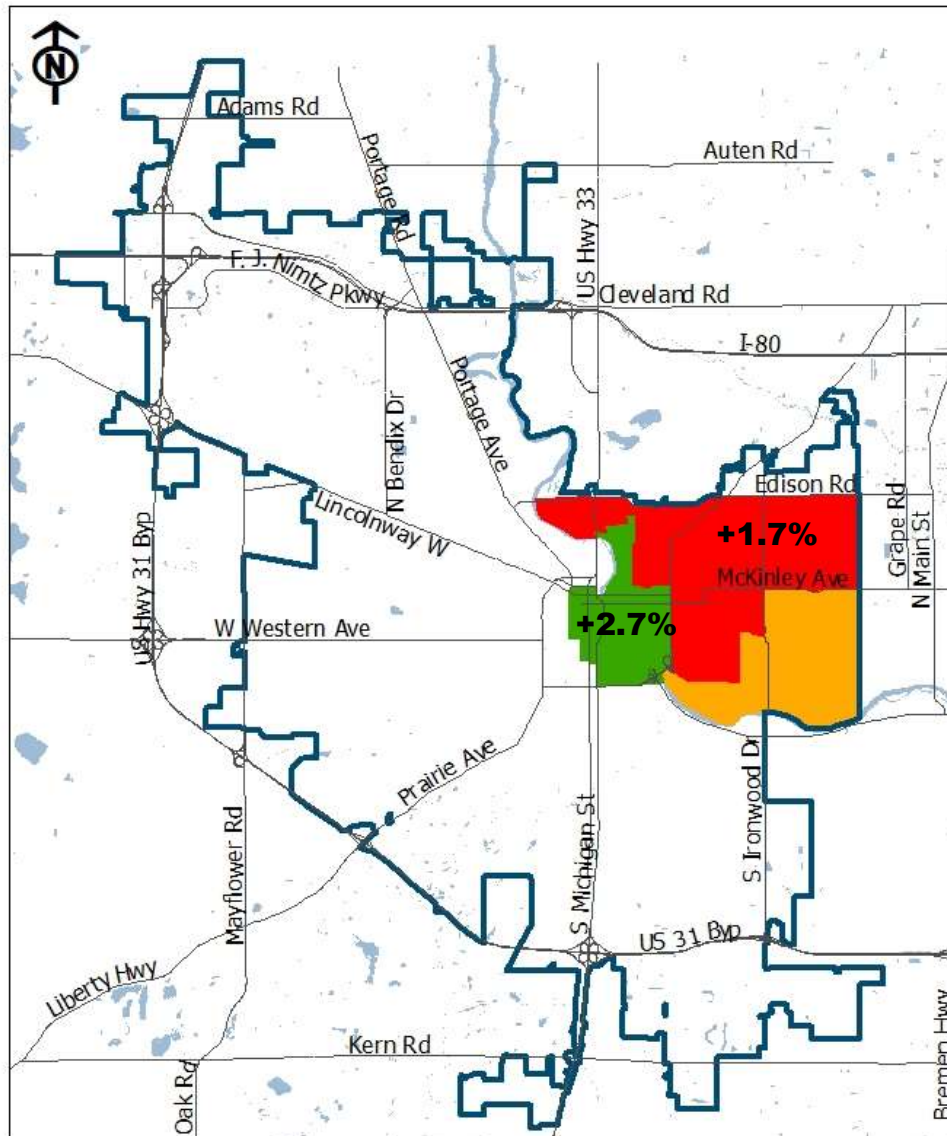 N
Adams Rd
Auten Rd
Portage Rd
US Hwy 33
F. J. Nimtz Pkwy
Cleveland Rd
I-80
N Bendix Dr
Portage Ave
Edison Rd
Grape Rd
N Main St
Lincolnway W
+1.7%
McKinley Ave
US Hwy 31 Byp
W Western Ave
+2.7%
Prairie Ave
S Ironwood Dr
Mayflower Rd
S Michigan St
US 31 Byp
Liberty Hwy
Kern Rd
Oak Rd
Bremen Hwy